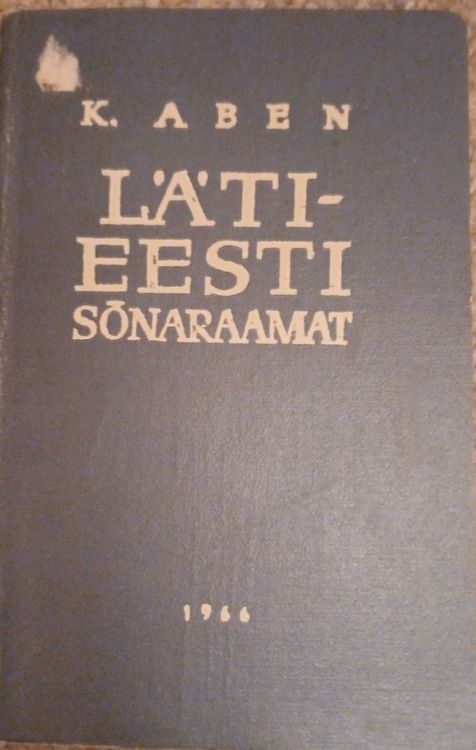 K. ABEN
LÄTI-
EESTI
SÕNARAAMAT
1966